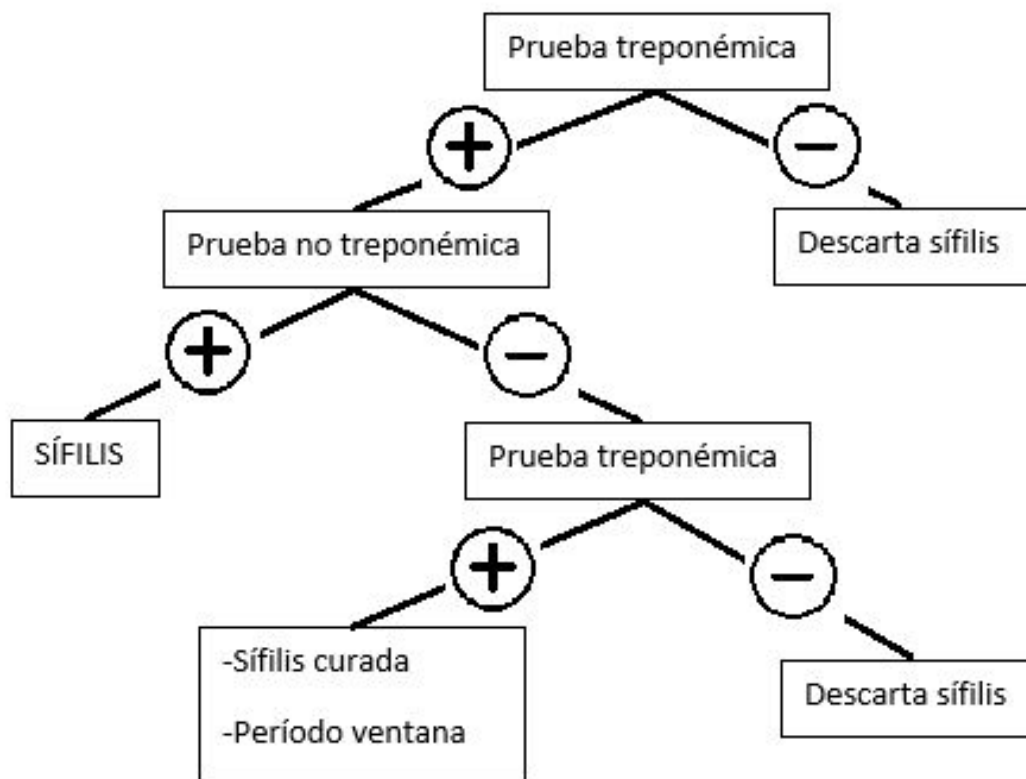 Prueba treponémica
+
−
Prueba no treponémica
Descarta sífilis
+
−
SÍFILIS
Prueba treponémica
+
−
-Sífilis curada
-Período ventana
Descarta sífilis